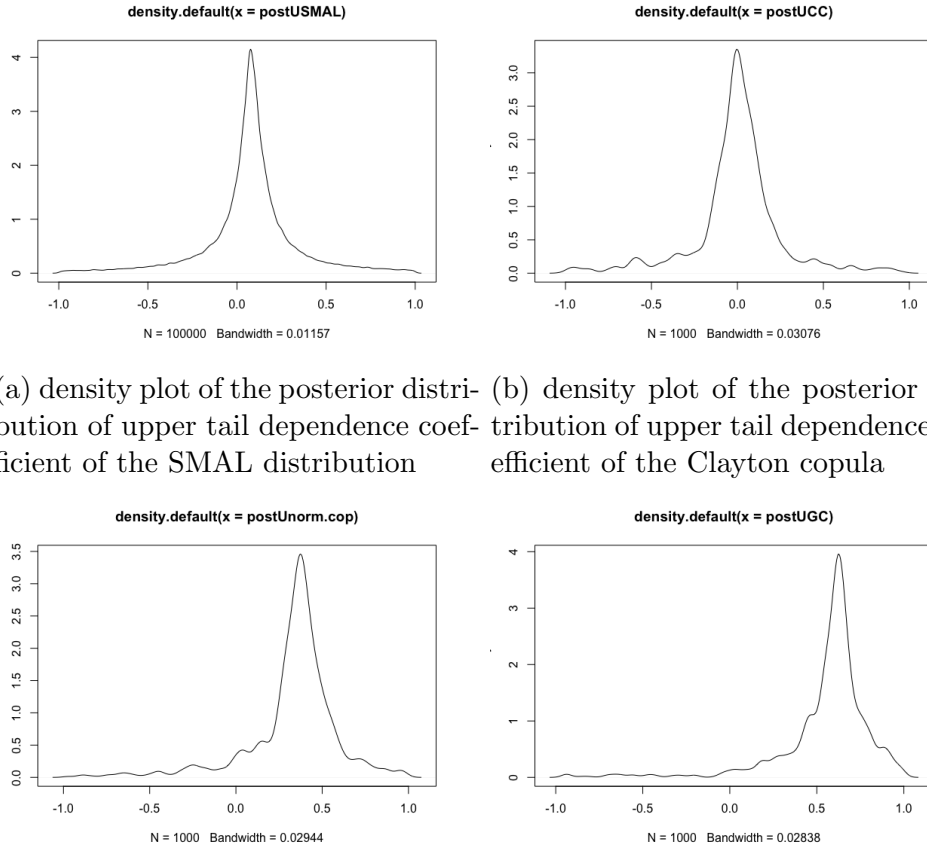 density.default(x = postUSMAL)
4
3
2
1
0
-1.0 -0.5 0.0 0.5 1.0
N = 100000 Bandwidth = 0.01157
density.default(x = postUCC)
3.0
2.5
2.0
1.5
1.0
0.5
0.0
-1.0 -0.5 0.0 0.5 1.0
N = 1000 Bandwidth = 0.03076
(a) density plot of the posterior distri-
bution of upper tail dependence coef-
ficient of the SMAL distribution
(b) density plot of the posterior
tribution of upper tail dependence
efficient of the Clayton copula
density.default(x = postUnorm.cop)
3.5
3.0
2.5
2.0
1.5
1.0
0.5
0.0
-1.0 -0.5 0.0 0.5 1.0
N = 1000 Bandwidth = 0.02944
density.default(x = postUGC)
4
3
2
1
0
-1.0 -0.5 0.0 0.5 1.0
N = 1000 Bandwidth = 0.02838